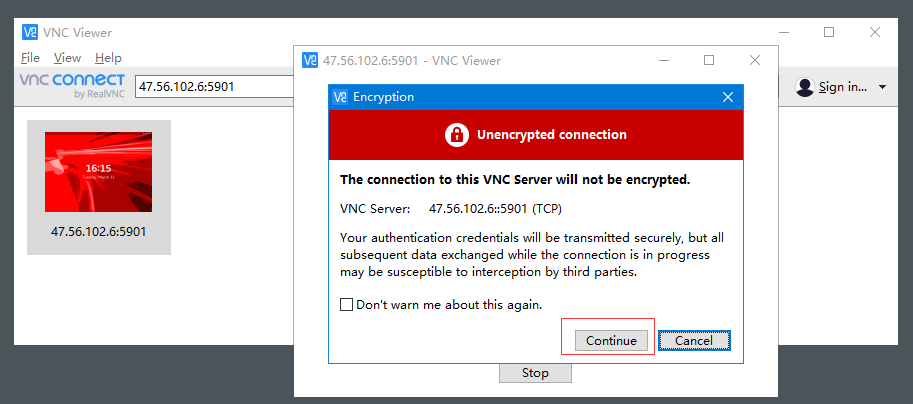 VNC Viewer
File View Help
vnc connect
by RealVNC
47.56.102.6:5901
Sign in...
16:15
Tuesday, March 31
47.56.102.6:5901
47.56.102.6:5901 - VNC Viewer
Encryption
Unencrypted connection
The connection to this VNC Server will not be encrypted.
VNC Server: 47.56.102.6::5901 (TCP)
Your authentication credentials will be transmitted securely, but all
subsequent data exchanged while the connection is in progress
may be susceptible to interception by third parties.
Don't warn me about this again.
Continue Cancel
Stop